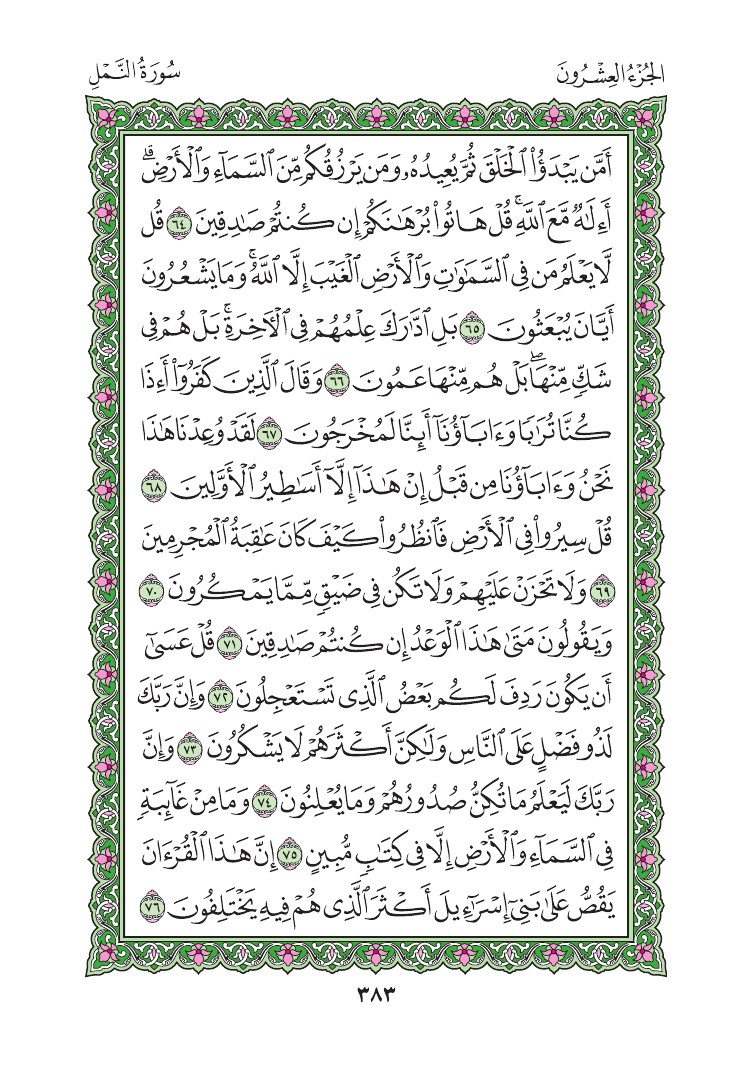 الجُزْءُ العِشْرُونَ
سُورَةُ النَّمْلِ
أَمَّن يَبْدَؤُاْ ٱلْخَلْقَ ثُمَّ يُعِيدُهُۥ وَمَن يَرْزُقُكُم مِّنَ ٱلسَّمَآءِ وَٱلْأَرْضِۗ
أَءِلَٰهٌ مَّعَ ٱللَّهِۚ قُلْ هَاتُواْ بُرْهَٰنَكُمْ إِن كُنتُمْ صَٰدِقِينَ ٦٤ قُل
لَّا يَعْلَمُ مَن فِي ٱلسَّمَٰوَٰتِ وَٱلْأَرْضِ ٱلْغَيْبَ إِلَّا ٱللَّهُۚ وَمَا يَشْعُرُونَ
أَيَّانَ يُبْعَثُونَ ٦٥ بَلِ ٱدَّٰرَكَ عِلْمُهُمْ فِي ٱلْأٓخِرَةِۚ بَلْ هُمْ فِي
شَكٍّ مِّنْهَاۖ بَلْ هُم مِّنْهَا عَمُونَ ٦٦ وَقَالَ ٱلَّذِينَ كَفَرُوٓاْ أَءِذَا
كُنَّا تُرَٰبًا وَءَابَآؤُنَآ أَئِنَّا لَمُخْرَجُونَ ٦٧ لَقَدْ وُعِدْنَا هَٰذَا
نَحْنُ وَءَابَآؤُنَا مِن قَبْلُ إِنْ هَٰذَآ إِلَّآ أَسَٰطِيرُ ٱلْأَوَّلِينَ ٦٨
قُلْ سِيرُواْ فِي ٱلْأَرْضِ فَٱنظُرُواْ كَيْفَ كَانَ عَٰقِبَةُ ٱلْمُجْرِمِينَ
٦٩ وَلَا تَحْزَنْ عَلَيْهِمْ وَلَا تَكُن فِي ضَيْقٍ مِّمَّا يَمْكُرُونَ ٧٠
وَيَقُولُونَ مَتَىٰ هَٰذَا ٱلْوَعْدُ إِن كُنتُمْ صَٰدِقِينَ ٧١ قُلْ عَسَىٰٓ
أَن يَكُونَ رَدِفَ لَكُم بَعْضُ ٱلَّذِي تَسْتَعْجِلُونَ ٧٢ وَإِنَّ رَبَّكَ
لَذُو فَضْلٍ عَلَى ٱلنَّاسِ وَلَٰكِنَّ أَكْثَرَهُمْ لَا يَشْكُرُونَ ٧٣ وَإِنَّ
رَبَّكَ لَيَعْلَمُ مَا تُكِنُّ صُدُورُهُمْ وَمَا يُعْلِنُونَ ٧٤ وَمَا مِنْ غَآئِبَةٍ
فِي ٱلسَّمَآءِ وَٱلْأَرْضِ إِلَّا فِي كِتَٰبٍ مُّبِينٍ ٧٥ إِنَّ هَٰذَا ٱلْقُرْءَانَ
يَقُصُّ عَلَىٰ بَنِيٓ إِسْرَٰٓءِيلَ أَكْثَرَ ٱلَّذِي هُمْ فِيهِ يَخْتَلِفُونَ ٧٦
٣٨٣